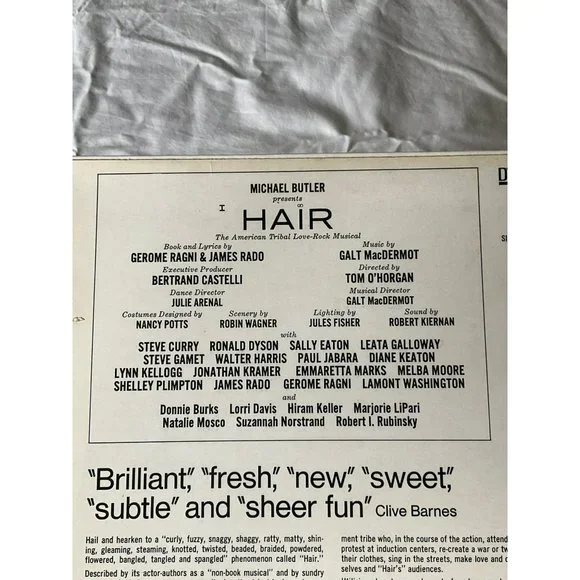 MICHAEL BUTLER
presents
HAIR
The American Tribal Love-Rock Musical
Book and Lyrics by
GEROME RAGNI & JAMES RADO
Music by
GALT MacDERMOT
Executive Producer
BERTRAND CASTELLI
Directed by
TOM O'HORGAN
Dance Director
JULIE ARENAL
Musical Director
GALT MacDERMOT
Costumes Designed by
NANCY POTTS
Scenery by
ROBIN WAGNER
Lighting by
JULES FISHER
Sound by
ROBERT KIERNAN
with
STEVE CURRY RONALD DYSON SALLY EATON LEATA GALLOWAY
STEVE GAMET WALTER HARRIS PAUL JABARA DIANE KEATON
LYNN KELLOGG JONATHAN KRAMER EMMARETTA MARKS MELBA MOORE
SHELLEY PLIMPTON JAMES RADO GEROME RAGNI LAMONT WASHINGTON
and
Donnie Burks Lorri Davis Hiram Keller Marjorie LiPari
Natalie Mosco Suzannah Norstrand Robert I. Rubinsky
"Brilliant," "fresh," "new," "sweet,"
"subtle" and "sheer fun" Clive Barnes
Hail and hearken to a "curly, fuzzy, snaggy, shaggy, ratty, matty, shin-
ing, gleaming, steaming, knotted, twisted, beaded, braided, powdered,
flowered, bangled, tangled and spangled" phenomenon called "Hair."
Described by its actor-authors as a "non-book musical" and by sundry
ment tribe who, in the course of the action, attend
protest at induction centers, re-create a war or tw
their clothes, sing in the streets, make love and c
selves and "Hair's" audiences.